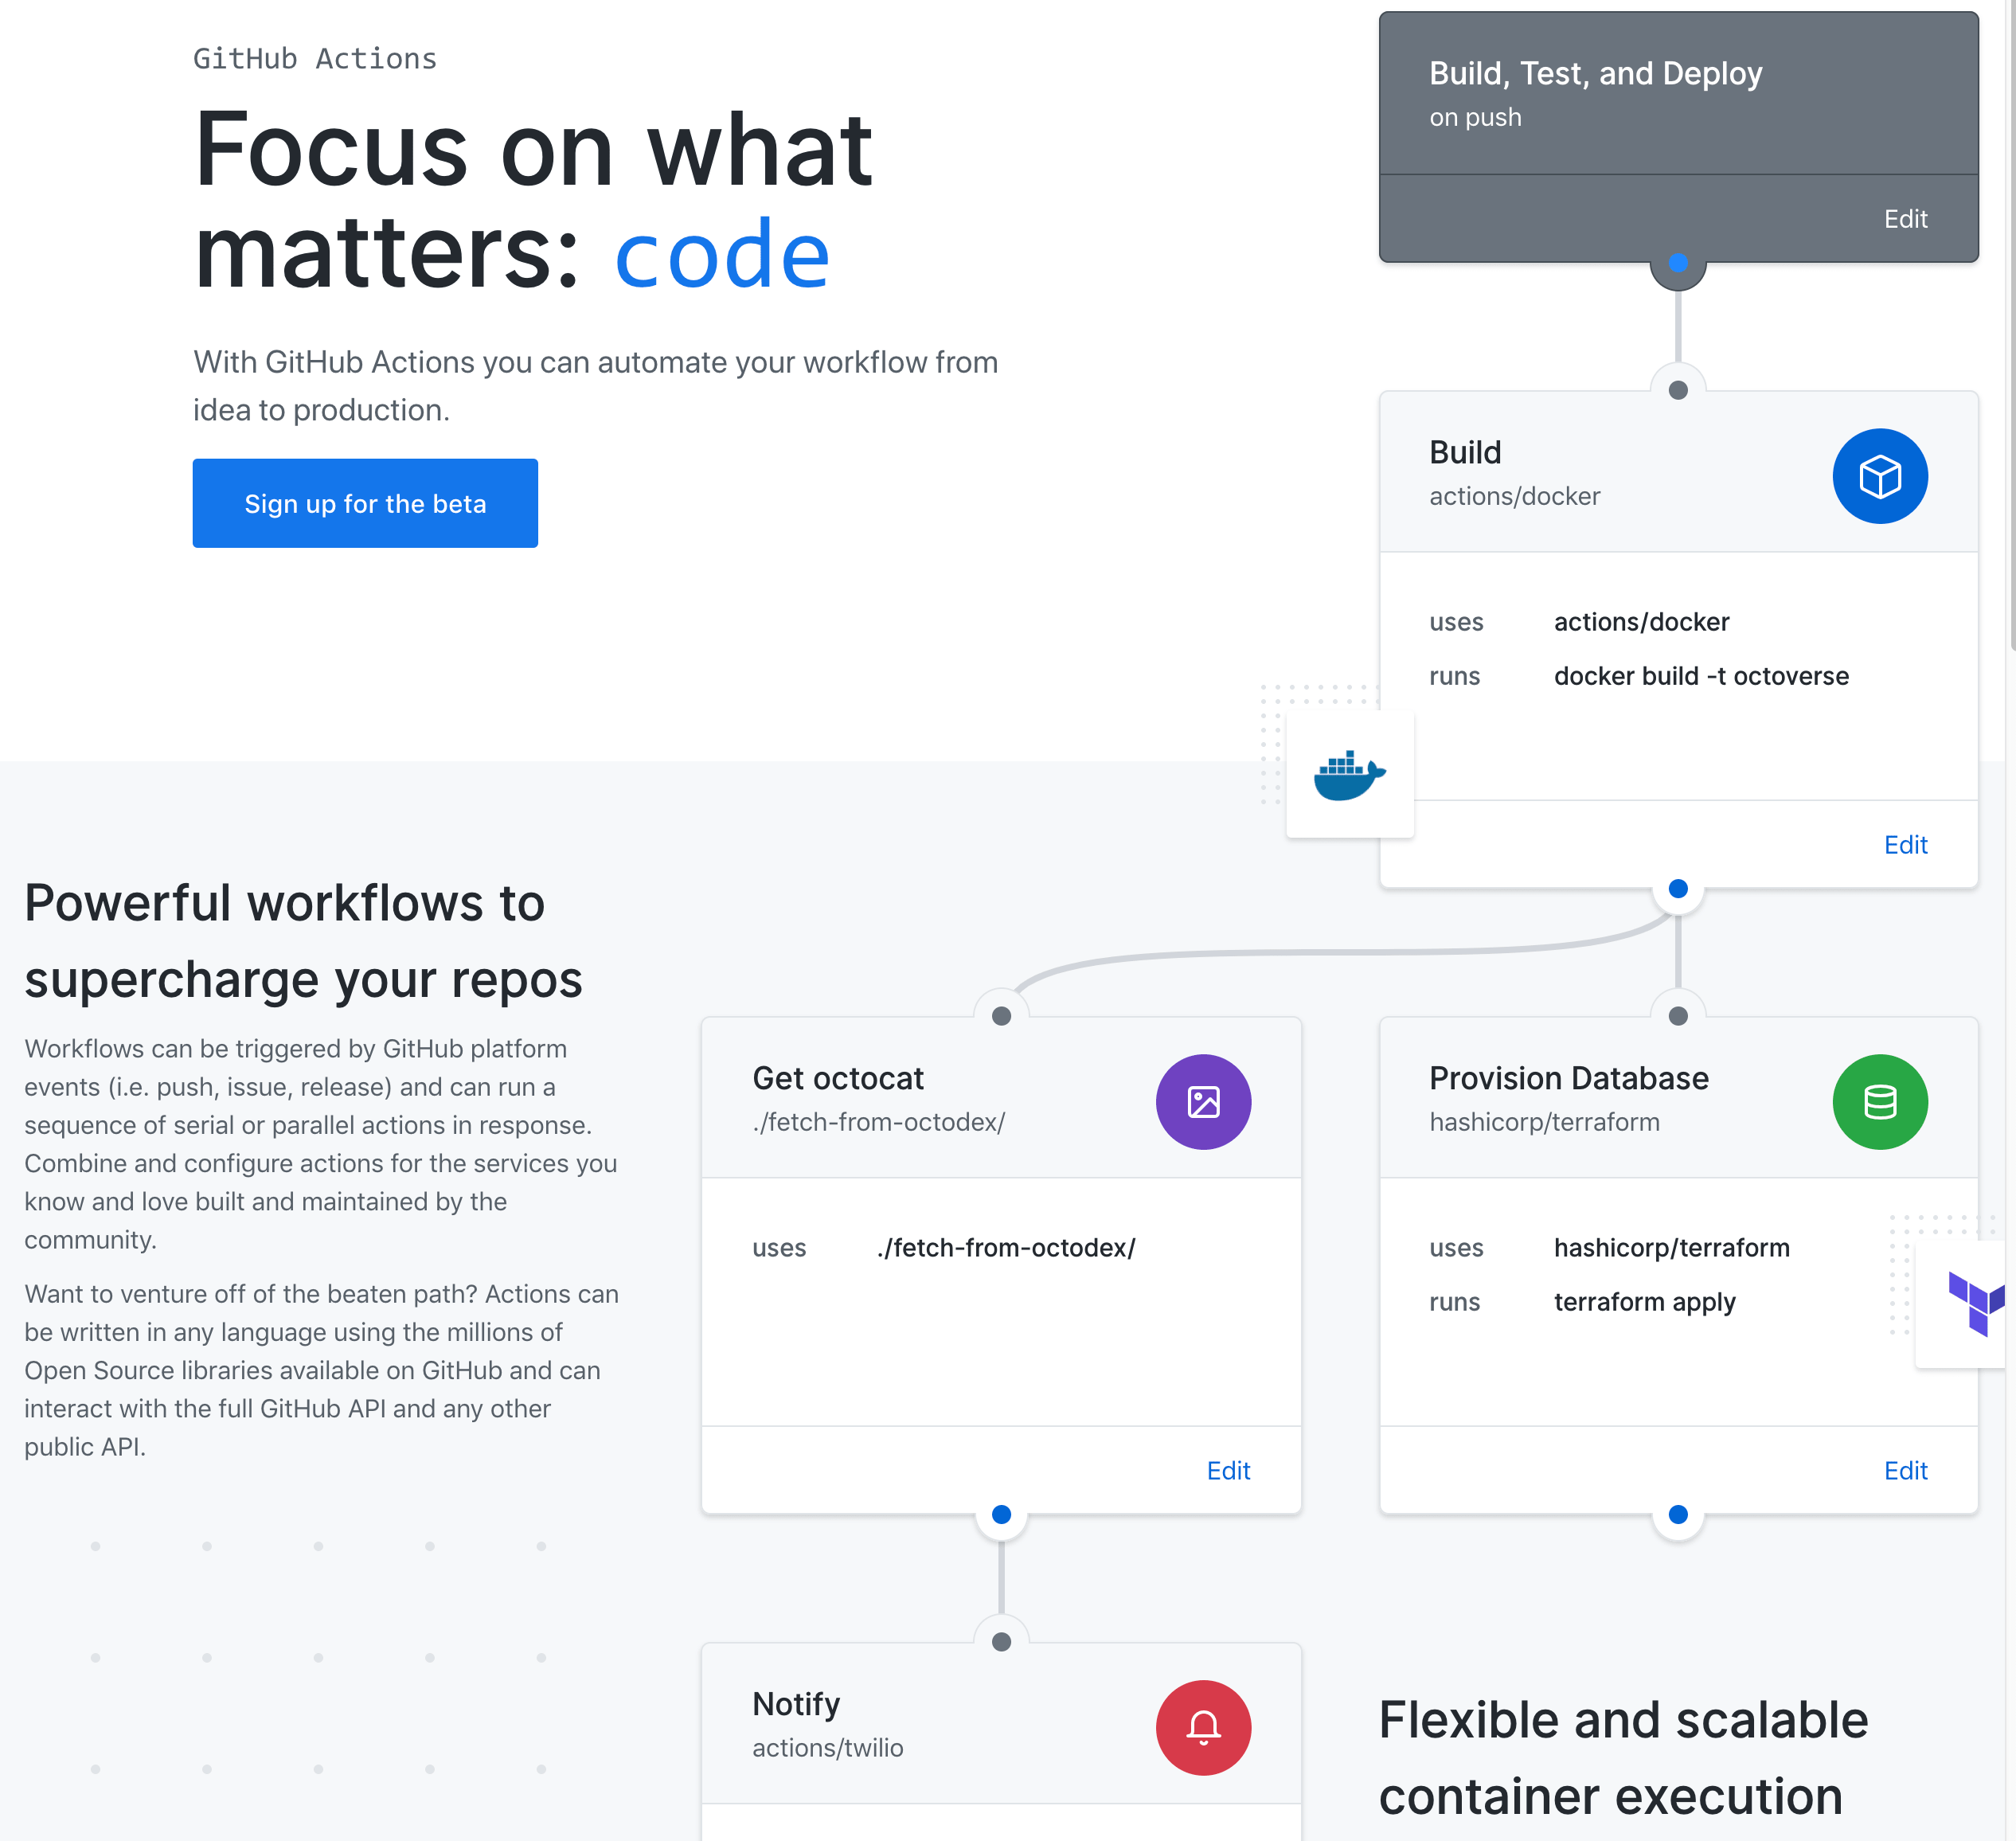 GitHub Actions
Focus on what
matters: code
With GitHub Actions you can automate your workflow from
idea to production.
Sign up for the beta
Build, Test, and Deploy
on push
Edit
Build
actions/docker
uses actions/docker
runs docker build -t octoverse
Edit
Powerful workflows to
supercharge your repos
Workflows can be triggered by GitHub platform
events (i.e. push, issue, release) and can run a
sequence of serial or parallel actions in response.
Combine and configure actions for the services you
know and love built and maintained by the
community.
Want to venture off of the beaten path? Actions can
be written in any language using the millions of
Open Source libraries available on GitHub and can
interact with the full GitHub API and any other
public API.
Get octocat
./fetch-from-octodex/
uses ./fetch-from-octodex/
Edit
Provision Database
hashicorp/terraform
uses hashicorp/terraform
runs terraform apply
Edit
Notify
actions/twilio
Flexible and scalable
container execution